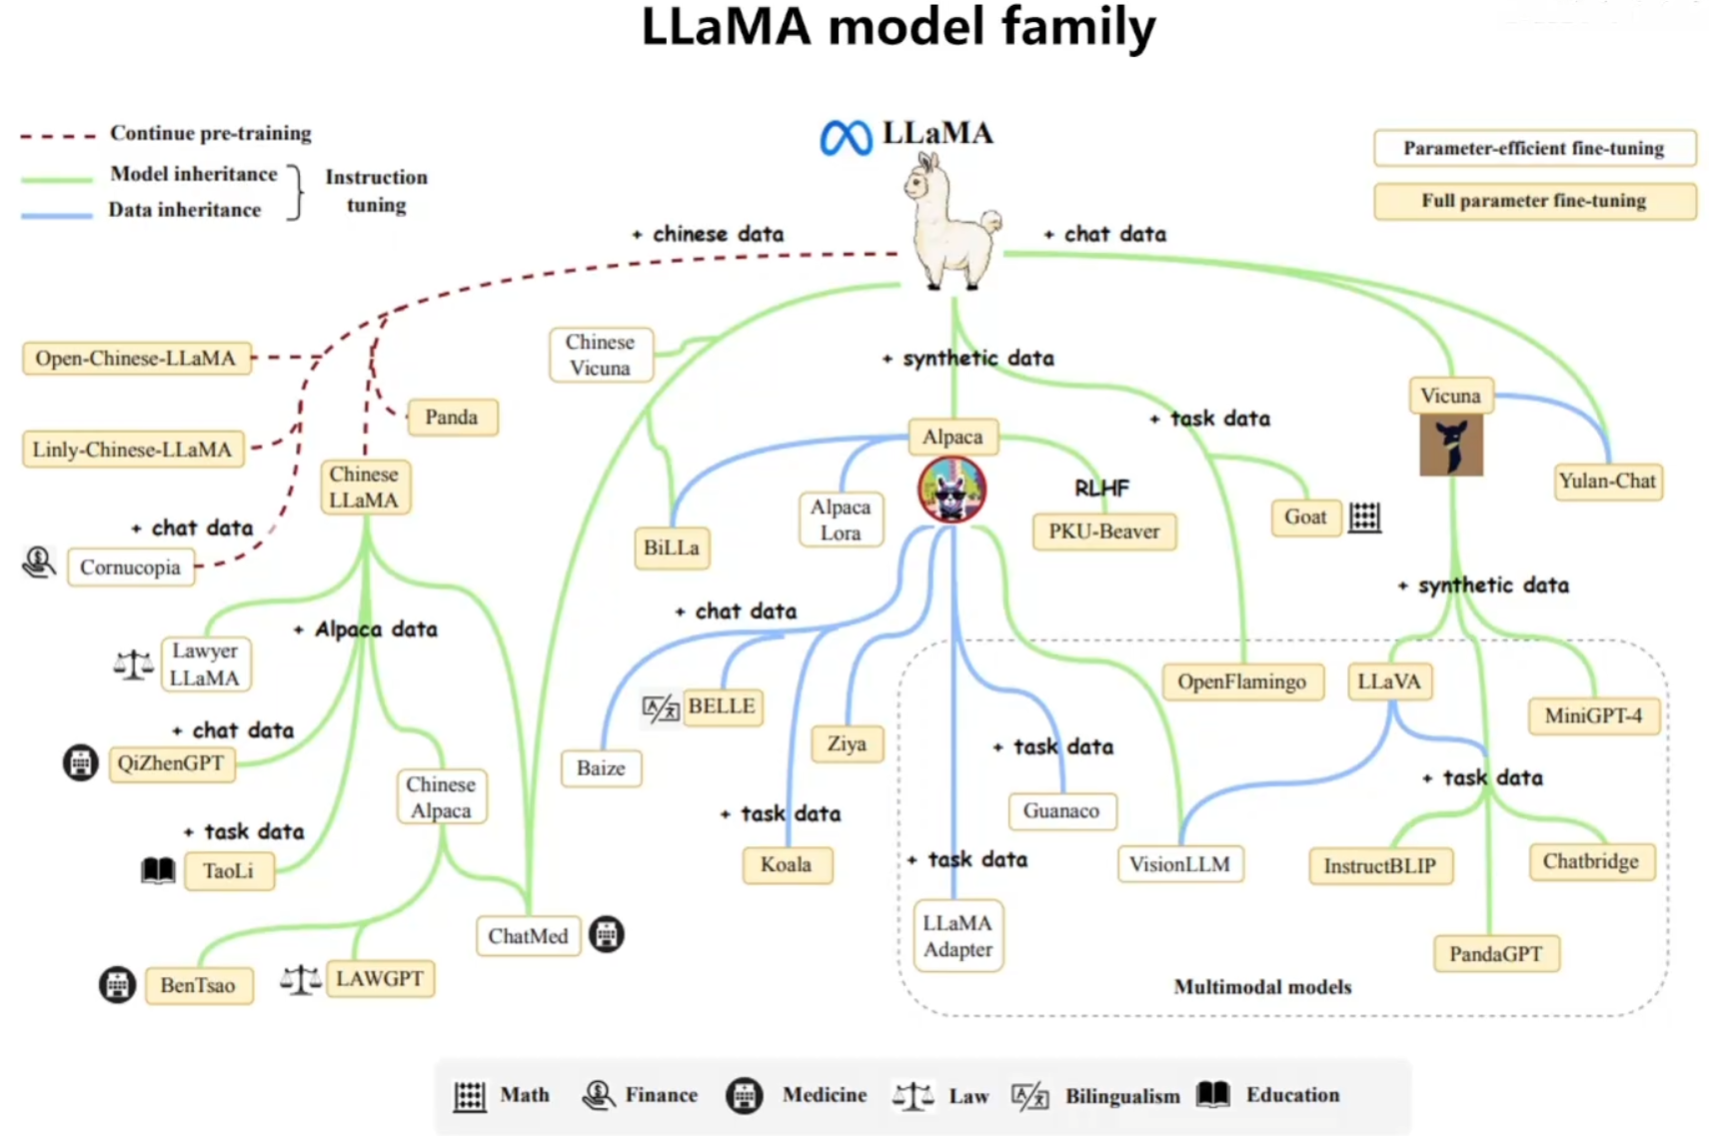 LLaMA model family
LLaMA
Continue pre-training
Model inheritance
Data inheritance
Instruction
tuning
Parameter-efficient fine-tuning
Full parameter fine-tuning
+ chinese data
+ chat data
Open-Chinese-LLaMA
Linly-Chinese-LLaMA
Panda
Chinese
LLaMA
+ chat data
Cornucopia
Chinese
Vicuna
+ synthetic data
+ task data
Alpaca
Vicuna
Yulan-Chat
Alpaca
Lora
RLHF
PKU-Beaver
Goat
BiLLa
+ synthetic data
+ chat data
+ Alpaca data
Lawyer
LLaMA
+ chat data
QiZhenGPT
+ task data
TaoLi
Chinese
Alpaca
BELLE
Baize
Ziya
+ task data
Koala
OpenFlamingo
LLaVA
MiniGPT-4
+ task data
Guanaco
+ task data
+ task data
VisionLLM
InstructBLIP
Chatbridge
LLaMA
Adapter
PandaGPT
ChatMed
BenTsao
LAWGPT
Multimodal models
Math
Finance
Medicine
Law
Bilingualism
Education